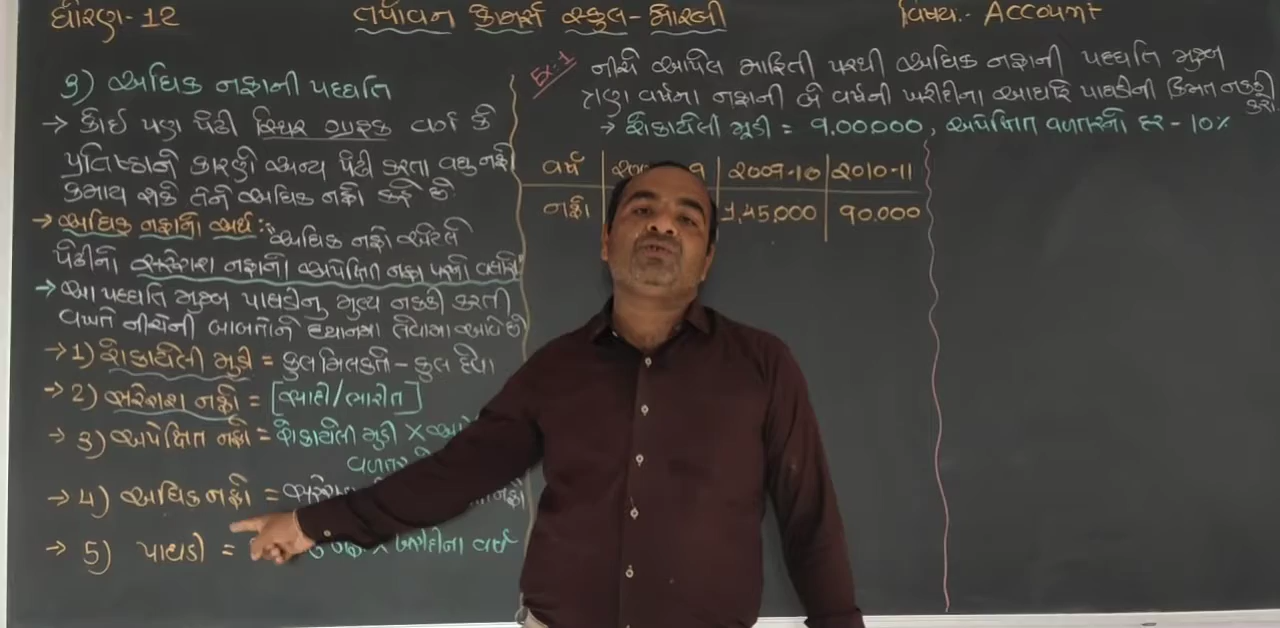 ધોરણ- 12
તપોવન કોમર્સ સ્કુલ- મોરબી
વિષય:- Account
3) અધિક નફાની પધ્ધતિ
→ કોઈ પણ પેઢી સ્થિર ગ્રાહક વર્ગ કે
પ્રતિષ્ઠાને કારણે અન્ય પેઢી કરતા વધુ નફો
કમાય શકે તેને અધિક નફો કહે છે.
→ અધિક નફાનો અર્થ:- અધિક નફો એટલે
પેઢીનો સરેરાશ નફાનો અપેક્ષિત નફા પરનો વધારો
→ આ પધ્ધતિ મુજબ પાઘડીનુ મુલ્ય નક્કી કરતી
વખતે નીચેની બાબતોને ધ્યાનમા લેવામા આવે છે
→ 1) રોકાયેલી મુડી = કુલ મિલકતો - કુલ દેવા
→ 2) સરેરાશ નફો = [સાદી/ભારીત]
→ 3) અપેક્ષિત નફો = રોકાયેલી મુડી X
વળતર
→ 4) અધિક નફો = નફો
→ 5) પાઘડી = X ખરીદીના વર્ષ
Ex:1
નીચે આપેલ માહિતી પરથી અધિક નફાની પધ્ધતિ મુજબ
ત્રણ વર્ષના નફાની બે વર્ષની ખરીદીના આધારે પાઘડીની કિંમત નક્કી
કરો
→ રોકાયેલી મૂડી = 9,00,000, અપેક્ષિત વળતરનો દર - 10%
વર્ષ 9 2009-10 2010-11
નફો 1,45,000 90,000